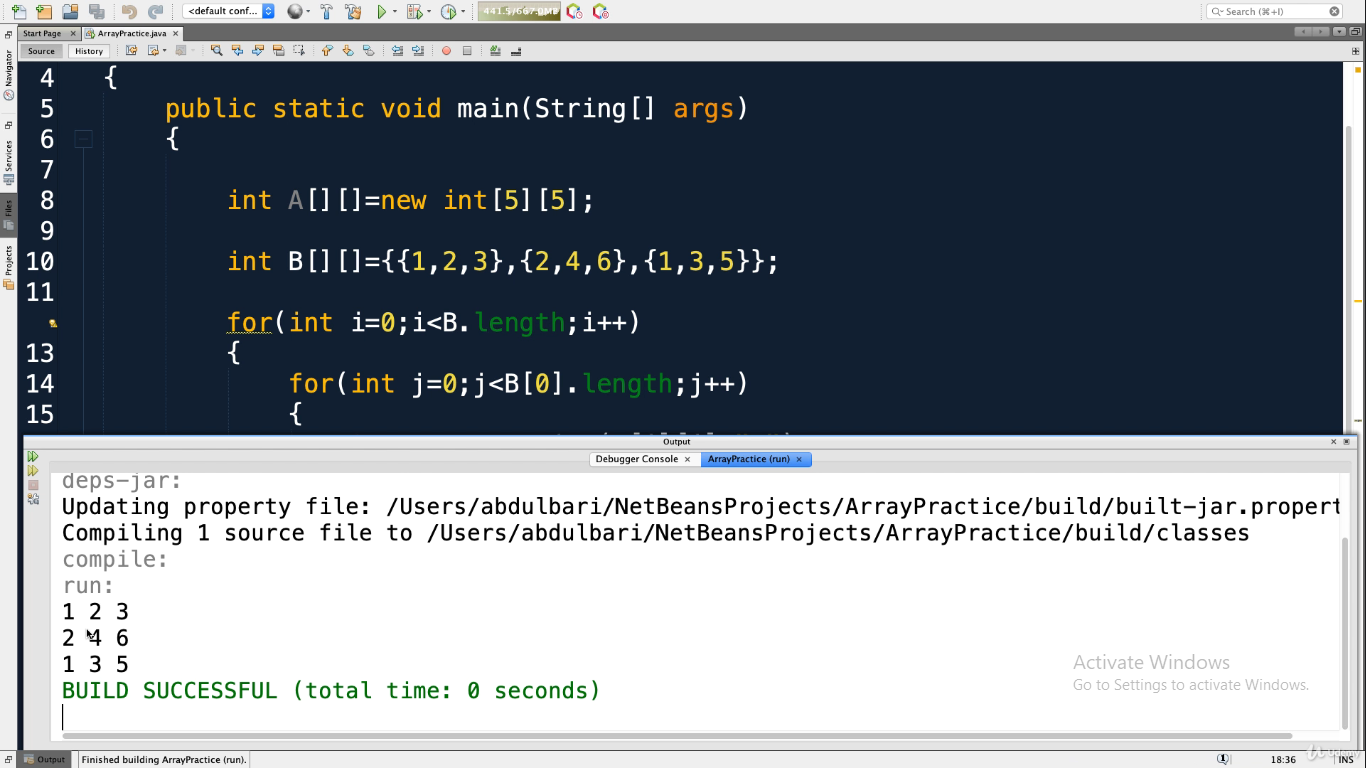 <default conf...
441.5/667.0MB
Search (⌘+I)
Start Page
ArrayPractice.java
Source
History
Navigator
Services
Files
Projects
4 {
5 public static void main(String[] args)
6 {
7
8 int A[][]=new int[5][5];
9
10 int B[][]={{1,2,3},{2,4,6},{1,3,5}};
11
for(int i=0;i<B.length;i++)
13 {
14 for(int j=0;j<B[0].length;j++)
15 {
Output
Debugger Console
ArrayPractice (run)
deps-jar:
Updating property file: /Users/abdulbari/NetBeansProjects/ArrayPractice/build/built-jar.propert
Compiling 1 source file to /Users/abdulbari/NetBeansProjects/ArrayPractice/build/classes
compile:
run:
1 2 3
2 4 6
1 3 5
BUILD SUCCESSFUL (total time: 0 seconds)
Activate Windows
Go to Settings to activate Windows.
Output
Finished building ArrayPractice (run).
1
18:36
INS
Udemy